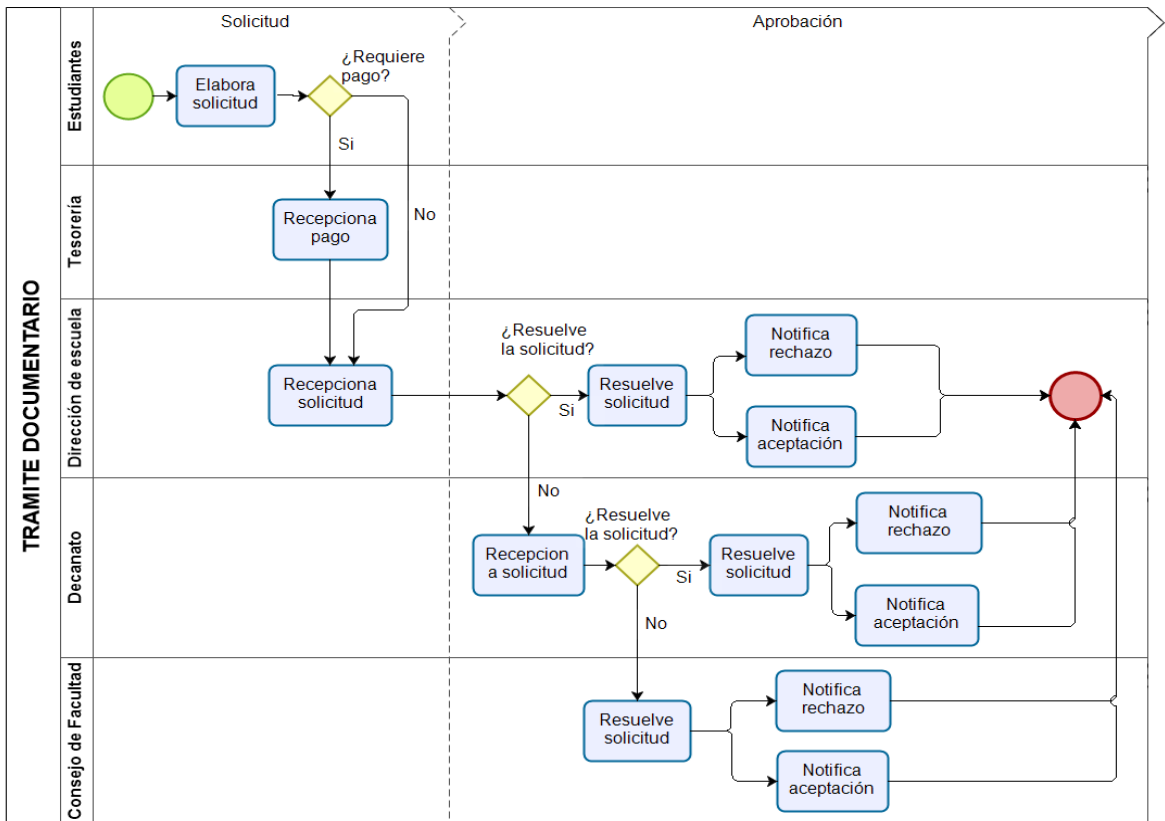 Solicitud
Aprobación
TRAMITE DOCUMENTARIO
Estudiantes
Elabora
solicitud
¿Requiere
pago?
Si
No
Tesorería
Recepciona
pago
Dirección de escuela
Recepciona
solicitud
¿Resuelve
la solicitud?
Si
No
Resuelve
solicitud
Notifica
rechazo
Notifica
aceptación
Decanato
Recepcion
a solicitud
¿Resuelve
la solicitud?
Si
No
Resuelve
solicitud
Notifica
rechazo
Notifica
aceptación
Consejo de Facultad
Resuelve
solicitud
Notifica
rechazo
Notifica
aceptación